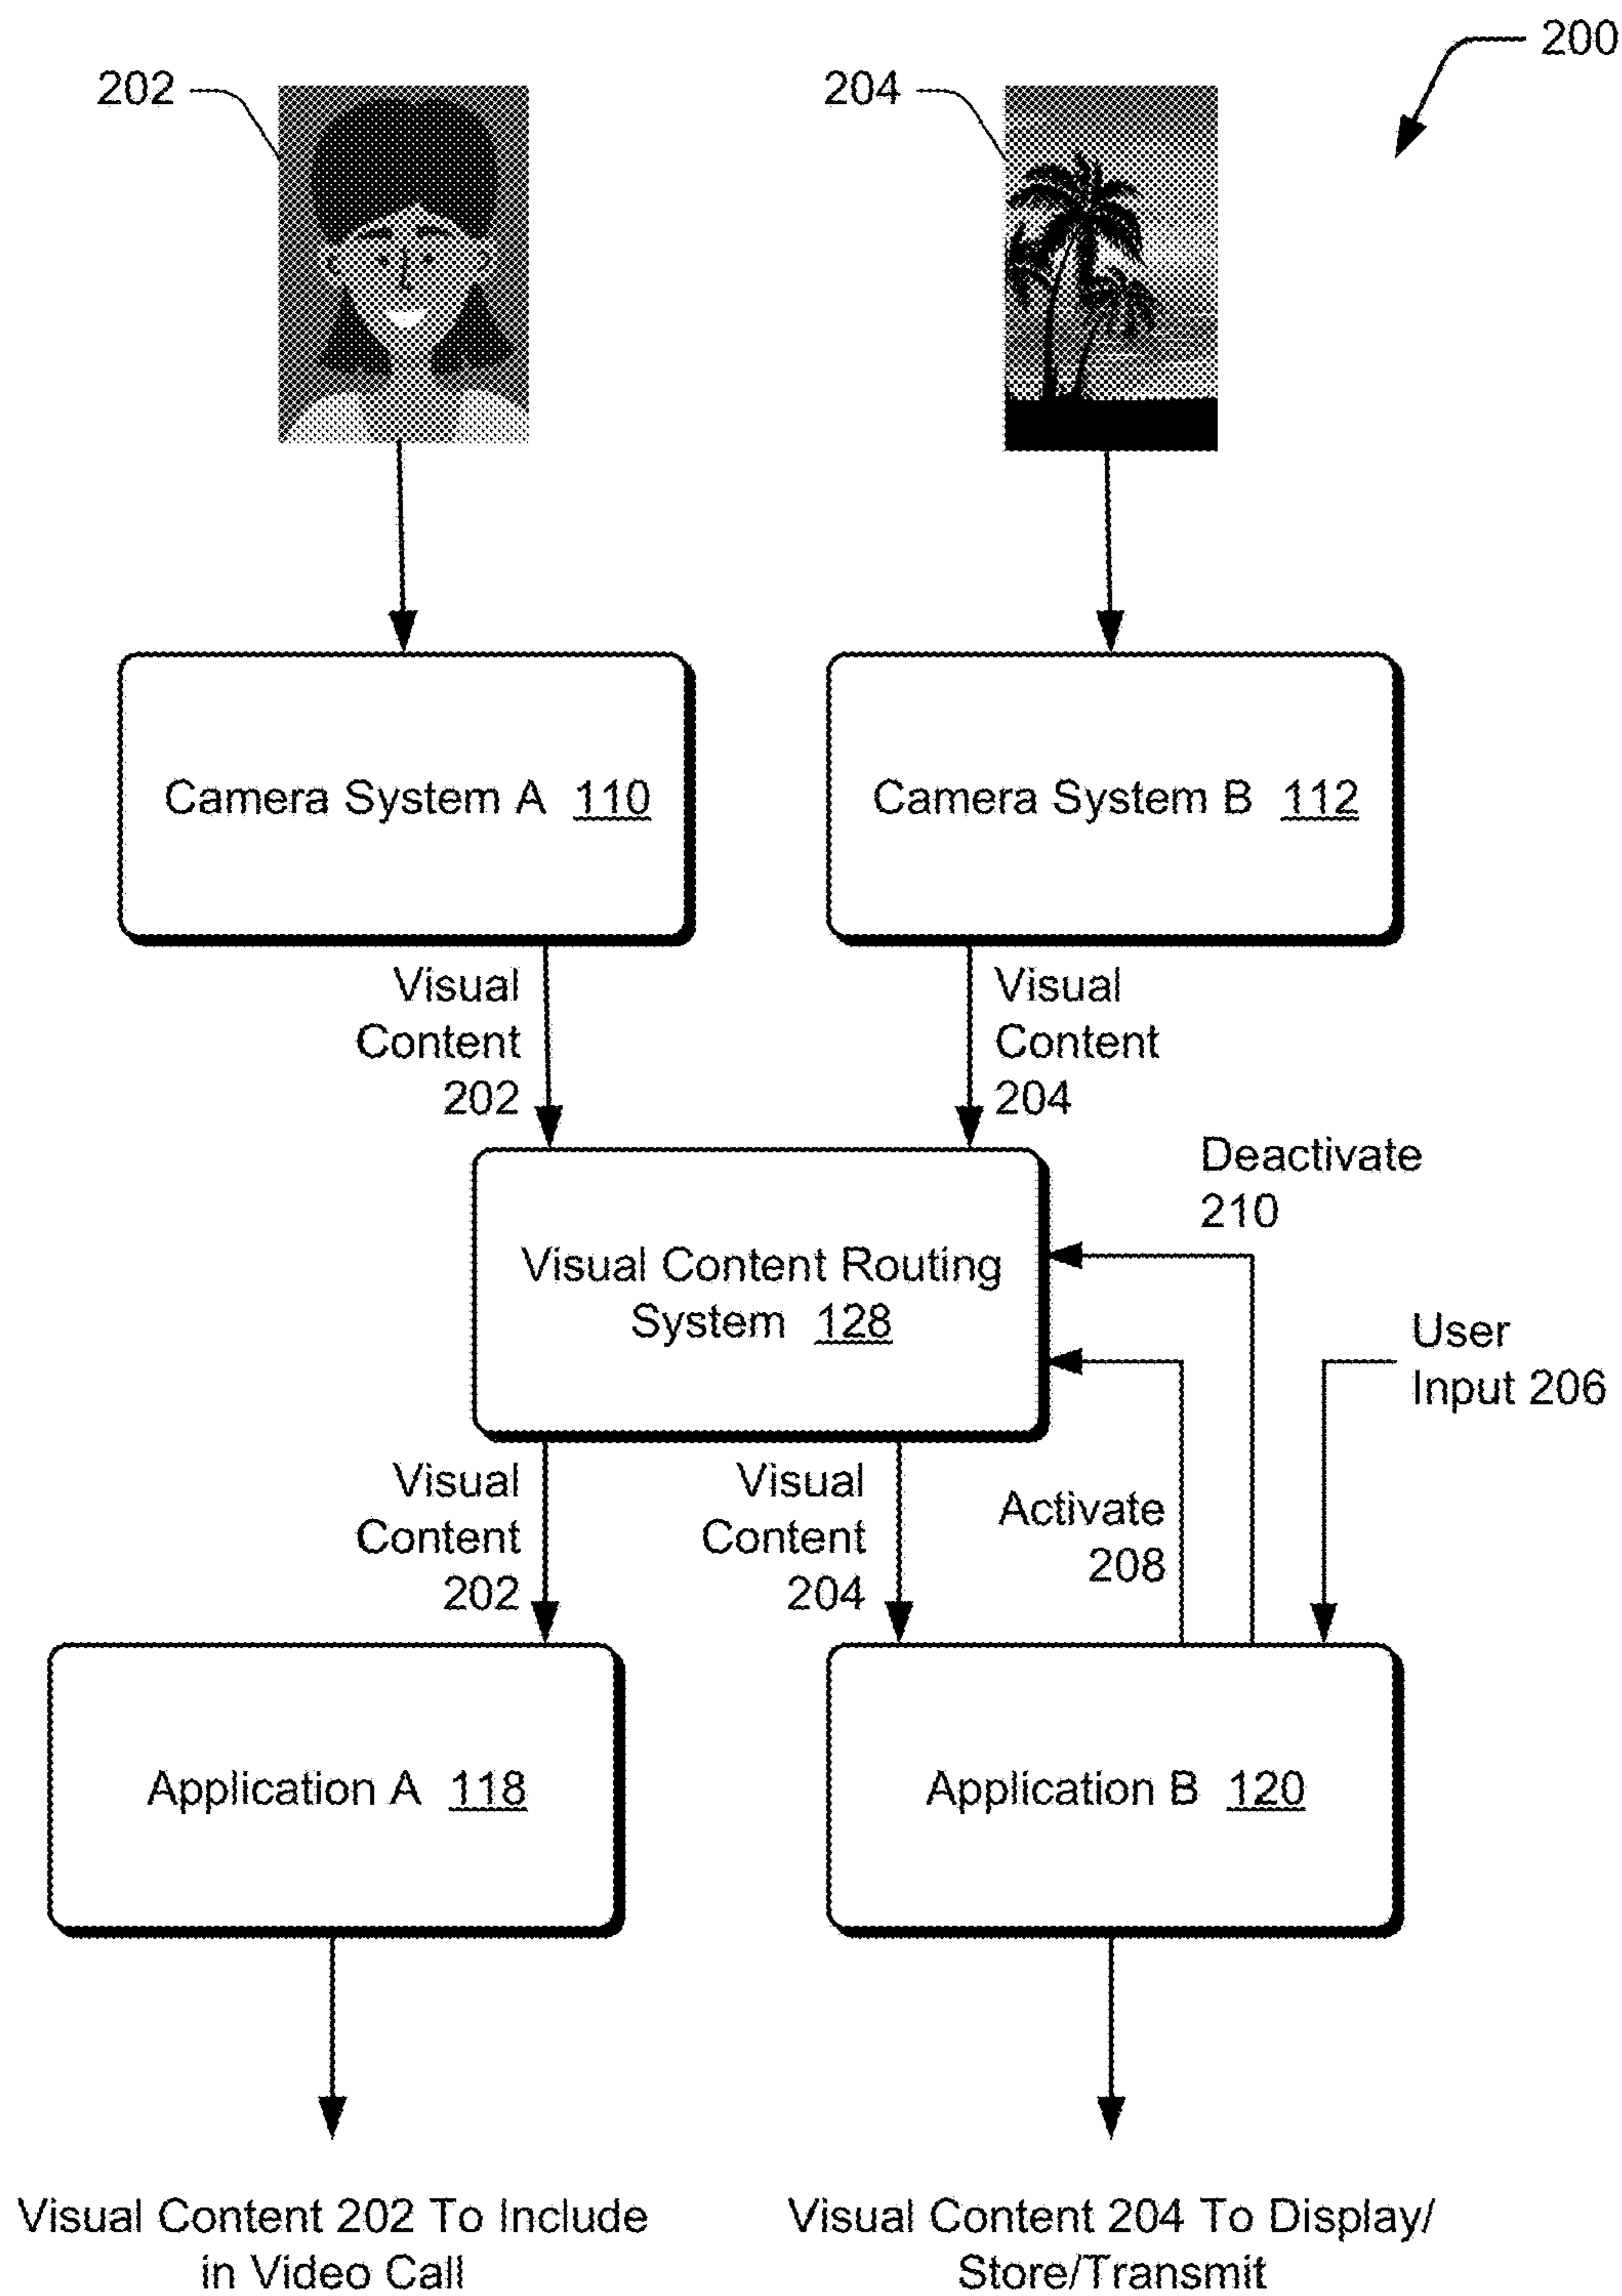 200
202
204
Camera System A 110
Camera System B 112
Visual
Content
202
Visual
Content
204
Deactivate
210
Visual Content Routing
System 128
User
Input 206
Visual
Content
202
Visual
Content
204
Activate
208
Application A 118
Application B 120
Visual Content 202 To Include
in Video Call
Visual Content 204 To Display/
Store/Transmit